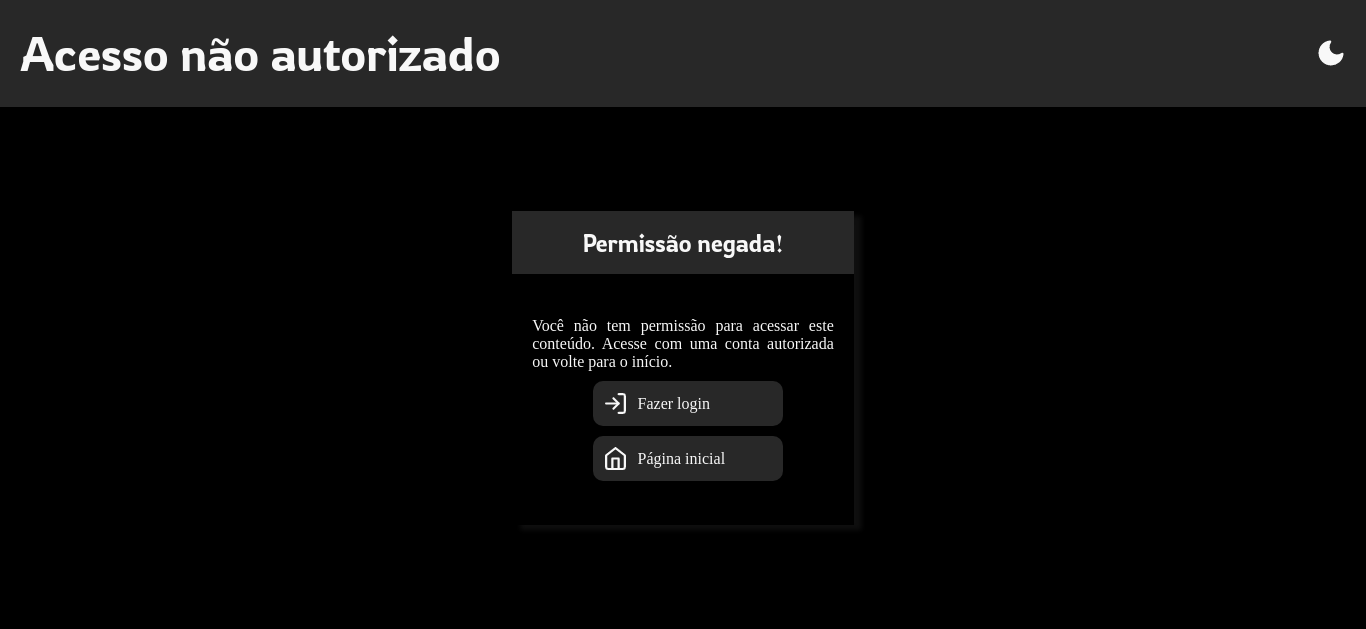 Acesso não autorizado
Permissão negada!
Você não tem permissão para acessar este
conteúdo. Acesse com uma conta autorizada
ou volte para o início.
Fazer login
Página inicial